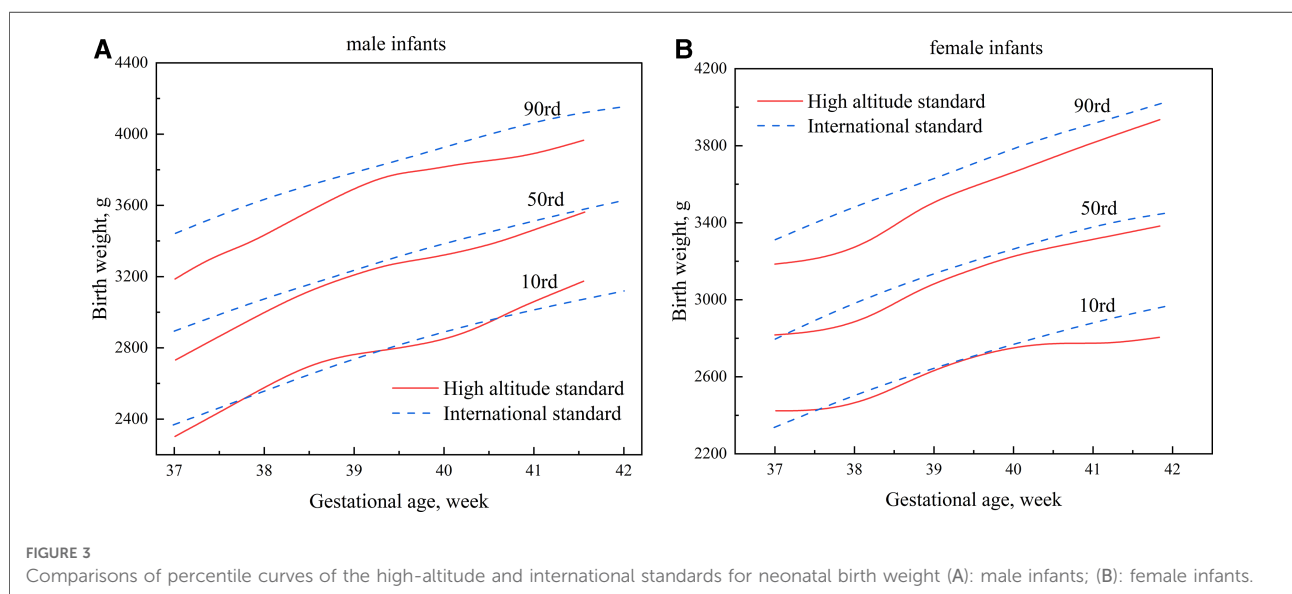 A
male infants
4400
4000
3600
3200
2800
2400
Birth weight, g
90rd
50rd
10rd
High altitude standard
International standard
37 38 39 40 41 42
Gestational age, week
B
female infants
4200
3800
3400
3000
2600
2200
Birth weight, g
High altitude standard
International standard
90rd
50rd
10rd
37 38 39 40 41 42
Gestational age, week
FIGURE 3
Comparisons of percentile curves of the high-altitude and international standards for neonatal birth weight (A): male infants; (B): female infants.